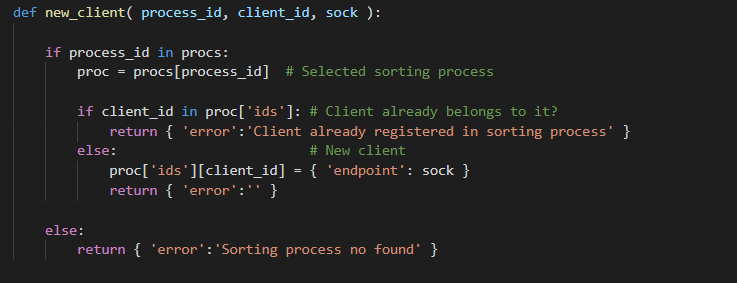 def new_client( process_id, client_id, sock ):
if process_id in procs:
proc = procs[process_id]  # Selected sorting process
if client_id in proc['ids']: # Client already belongs to it?
return { 'error':'Client already registered in sorting process' }
else:                        # New client
proc['ids'][client_id] = { 'endpoint': sock }
return { 'error':'' }
else:
return { 'error':'Sorting process no found' }